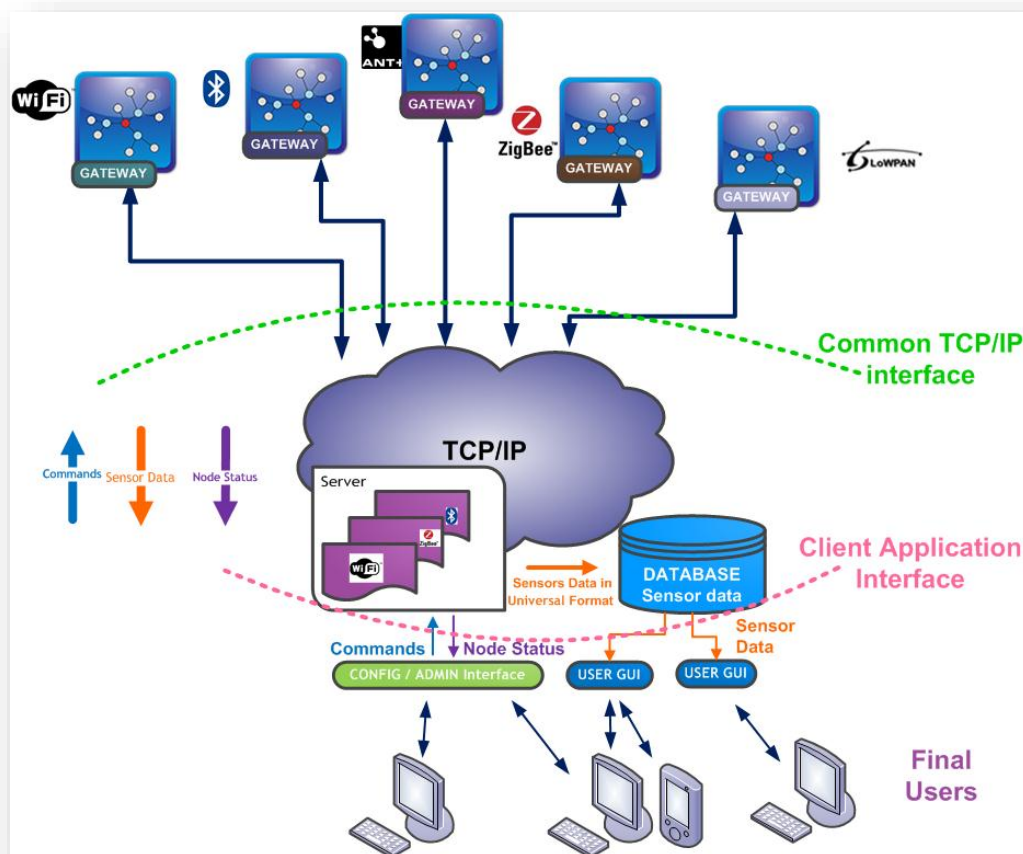 ANT+
GATEWAY
WiFi
GATEWAY
GATEWAY
ZigBee™
GATEWAY
6LoWPAN
GATEWAY
Common TCP/IP
interface
TCP/IP
Commands
Sensor Data
Node Status
Server
ZigBee
WiFi
Sensors Data in
Universal Format
DATABASE
Sensor data
Client Application
Interface
Commands
Node Status
Sensor
Data
CONFIG / ADMIN Interface
USER GUI
USER GUI
Final
Users